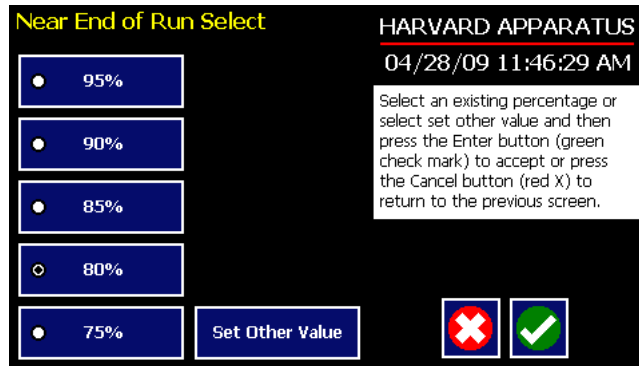 Near End of Run Select
HARVARD APPARATUS
04/28/09 11:46:29 AM
Select an existing percentage or
select set other value and then
press the Enter button (green
check mark) to accept or press
the Cancel button (red X) to
return to the previous screen.
95%
90%
85%
80%
75%
Set Other Value